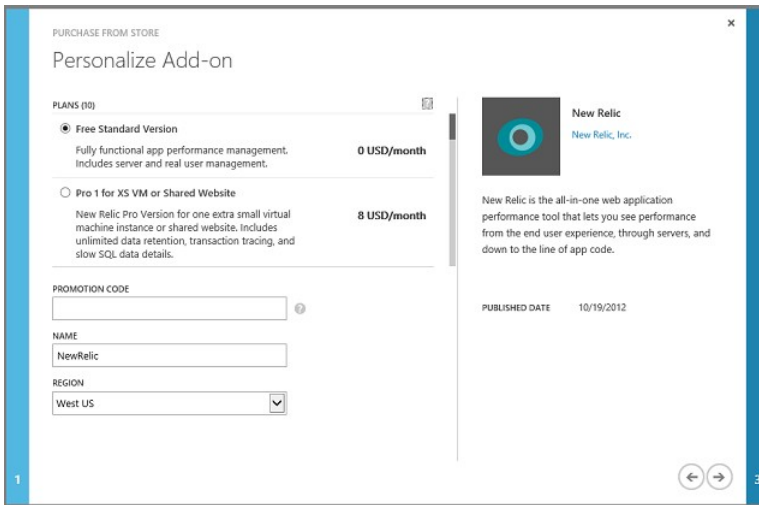 PURCHASE FROM STORE
Personalize Add-on
PLANS (10)
Free Standard Version
Fully functional app performance management.
Includes server and real user management.
0 USD/month
Pro 1 for XS VM or Shared Website
New Relic Pro Version for one extra small virtual
machine instance or shared website. Includes
unlimited data retention, transaction tracing, and
slow SQL data details.
8 USD/month
PROMOTION CODE
?
NAME
NewRelic
REGION
West US
New Relic
New Relic, Inc.
New Relic is the all-in-one web application
performance tool that lets you see performance
from the end user experience, through servers, and
down to the line of app code.
PUBLISHED DATE 10/19/2012
1
3